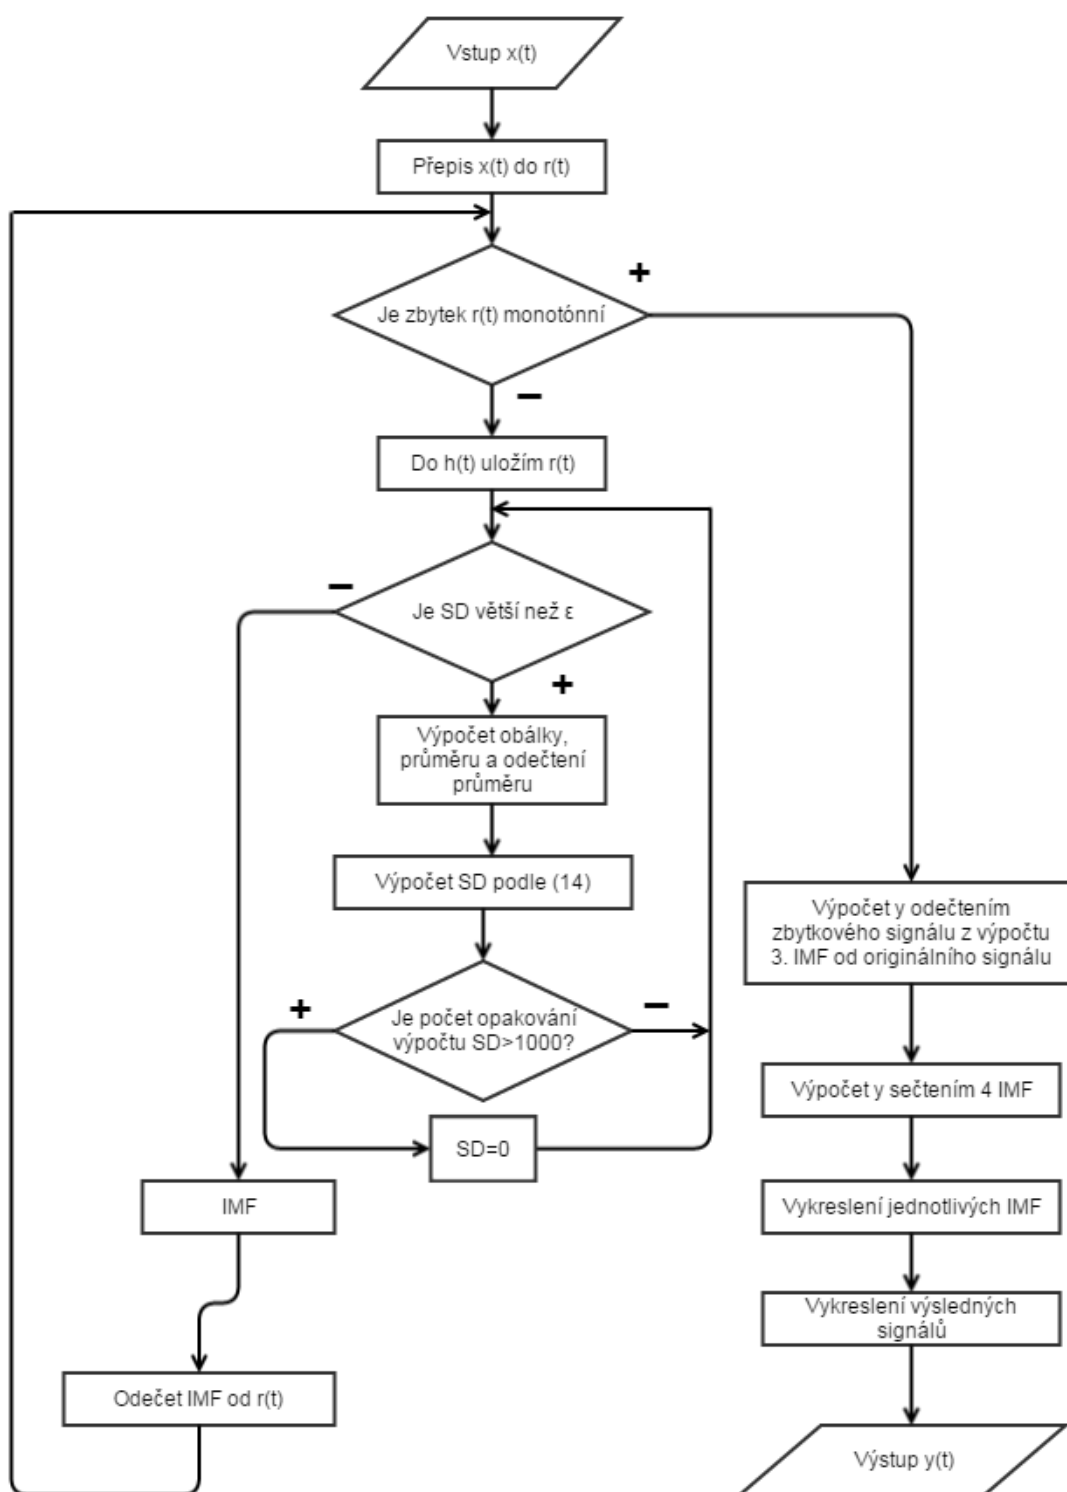 Vstup x(t)
Přepis x(t) do r(t)
+
Je zbytek r(t) monotónní
−
Do h(t) uložím r(t)
−
Je SD větší než ε
+
Výpočet obálky,
průměru a odečtení
průměru
Výpočet SD podle (14)
+
−
Je počet opakování
výpočtu SD>1000?
SD=0
IMF
Odečet IMF od r(t)
Výpočet y odečtením
zbytkového signálu z výpočtu
3. IMF od originálního signálu
Výpočet y sečtením 4 IMF
Vykreslení jednotlivých IMF
Vykreslení výsledných
signálů
Výstup y(t)